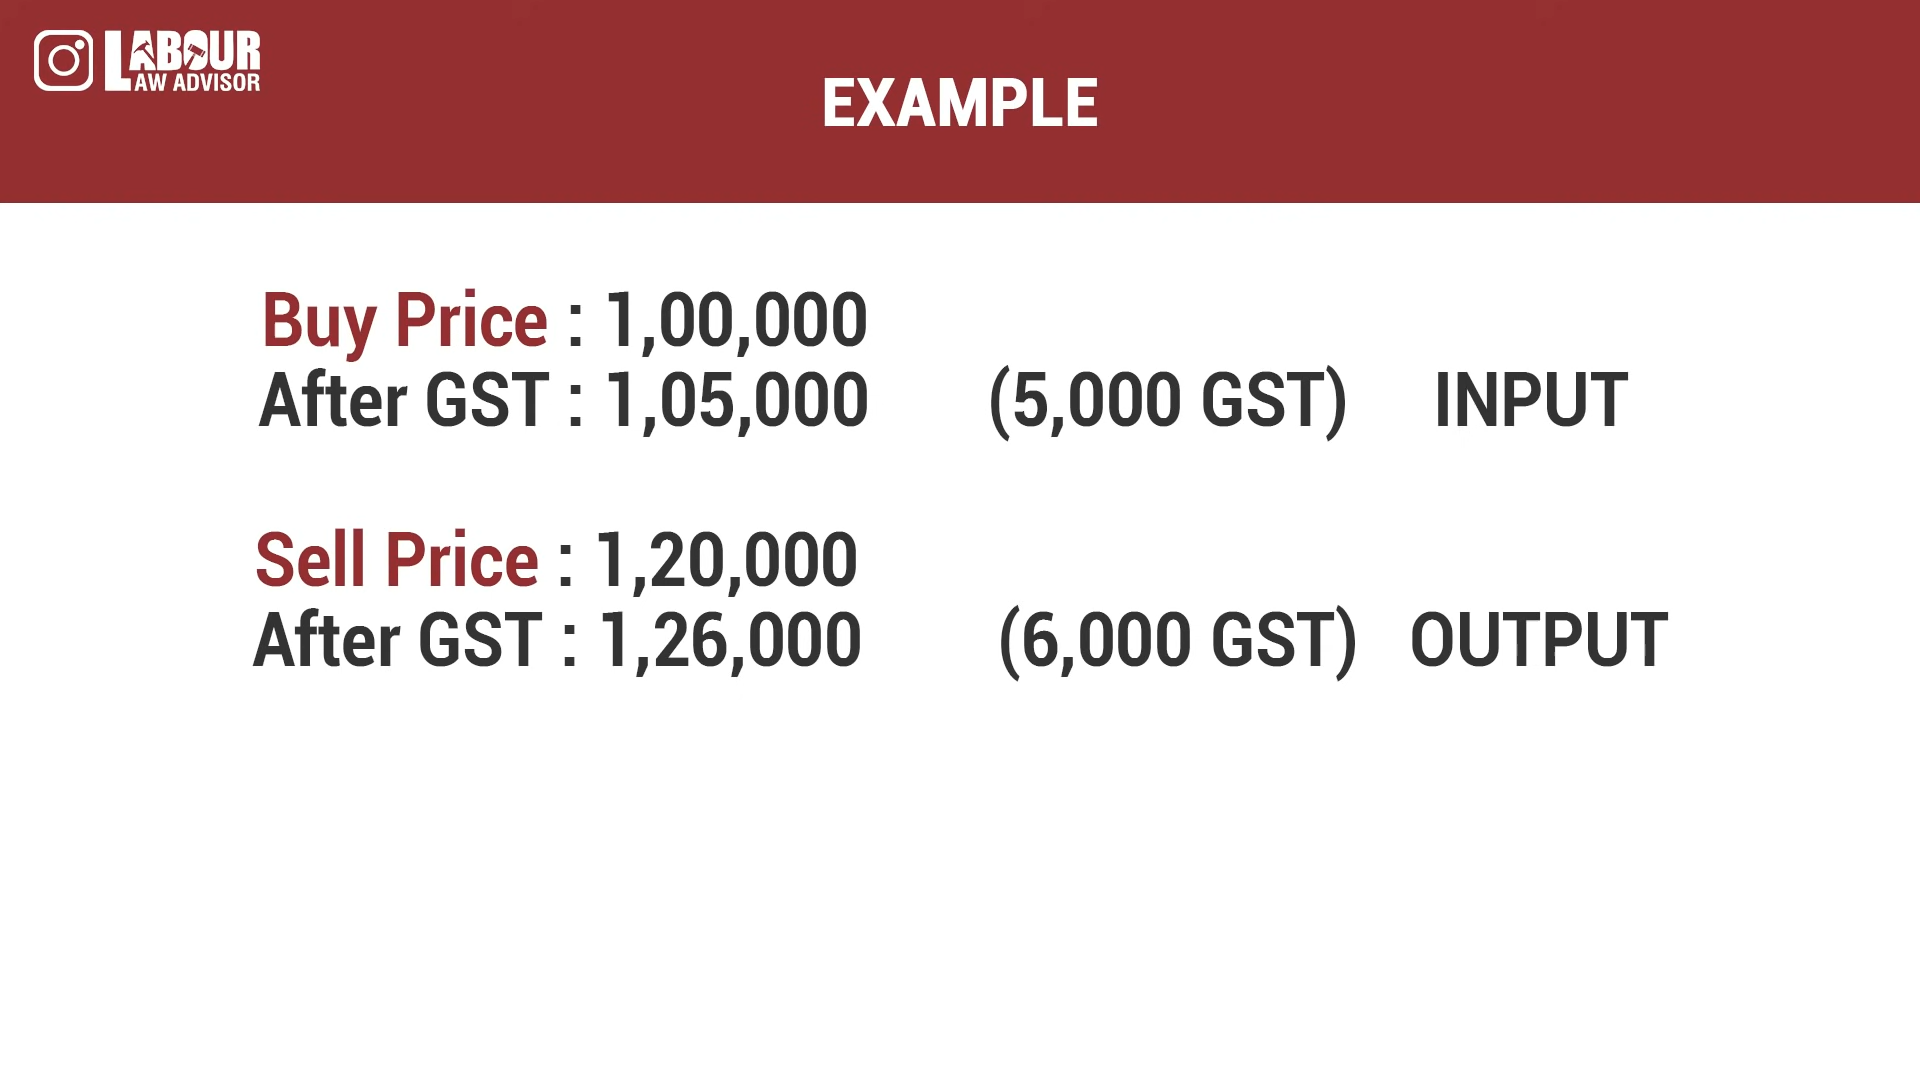 LABOUR
LAW ADVISOR
EXAMPLE
Buy Price : 1,00,000
After GST : 1,05,000 (5,000 GST) INPUT
Sell Price : 1,20,000
After GST : 1,26,000 (6,000 GST) OUTPUT